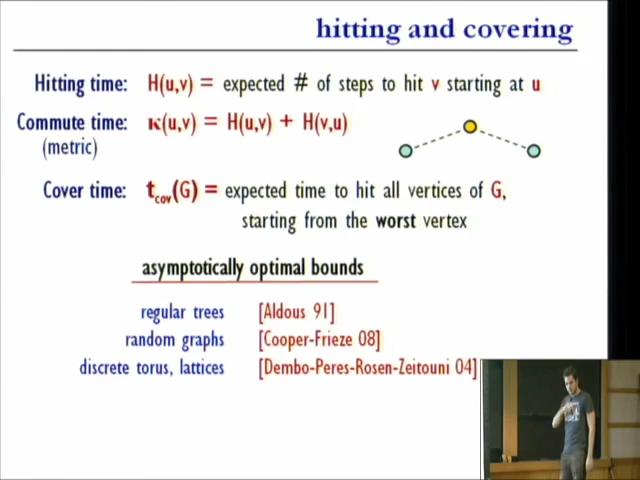 hitting and covering
Hitting time: H(u,v) = expected # of steps to hit v starting at u
Commute time: κ(u,v) = H(u,v) + H(v,u)
(metric)
Cover time: t_cov(G) = expected time to hit all vertices of G,
starting from the worst vertex
asymptotically optimal bounds
regular trees [Aldous 91]
random graphs [Cooper-Frieze 08]
discrete torus, lattices [Dembo-Peres-Rosen-Zeitouni 04]